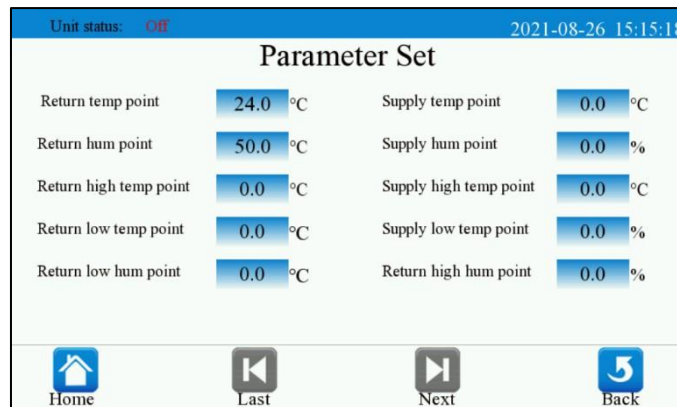 Unit status: Off 2021-08-26 15:15:18
Parameter Set
Return temp point 24.0 °C Supply temp point 0.0 °C
Return hum point 50.0 °C Supply hum point 0.0 %
Return high temp point 0.0 °C Supply high temp point 0.0 °C
Return low temp point 0.0 °C Supply low temp point 0.0 %
Return low hum point 0.0 °C Return high hum point 0.0 %
Home Last Next Back